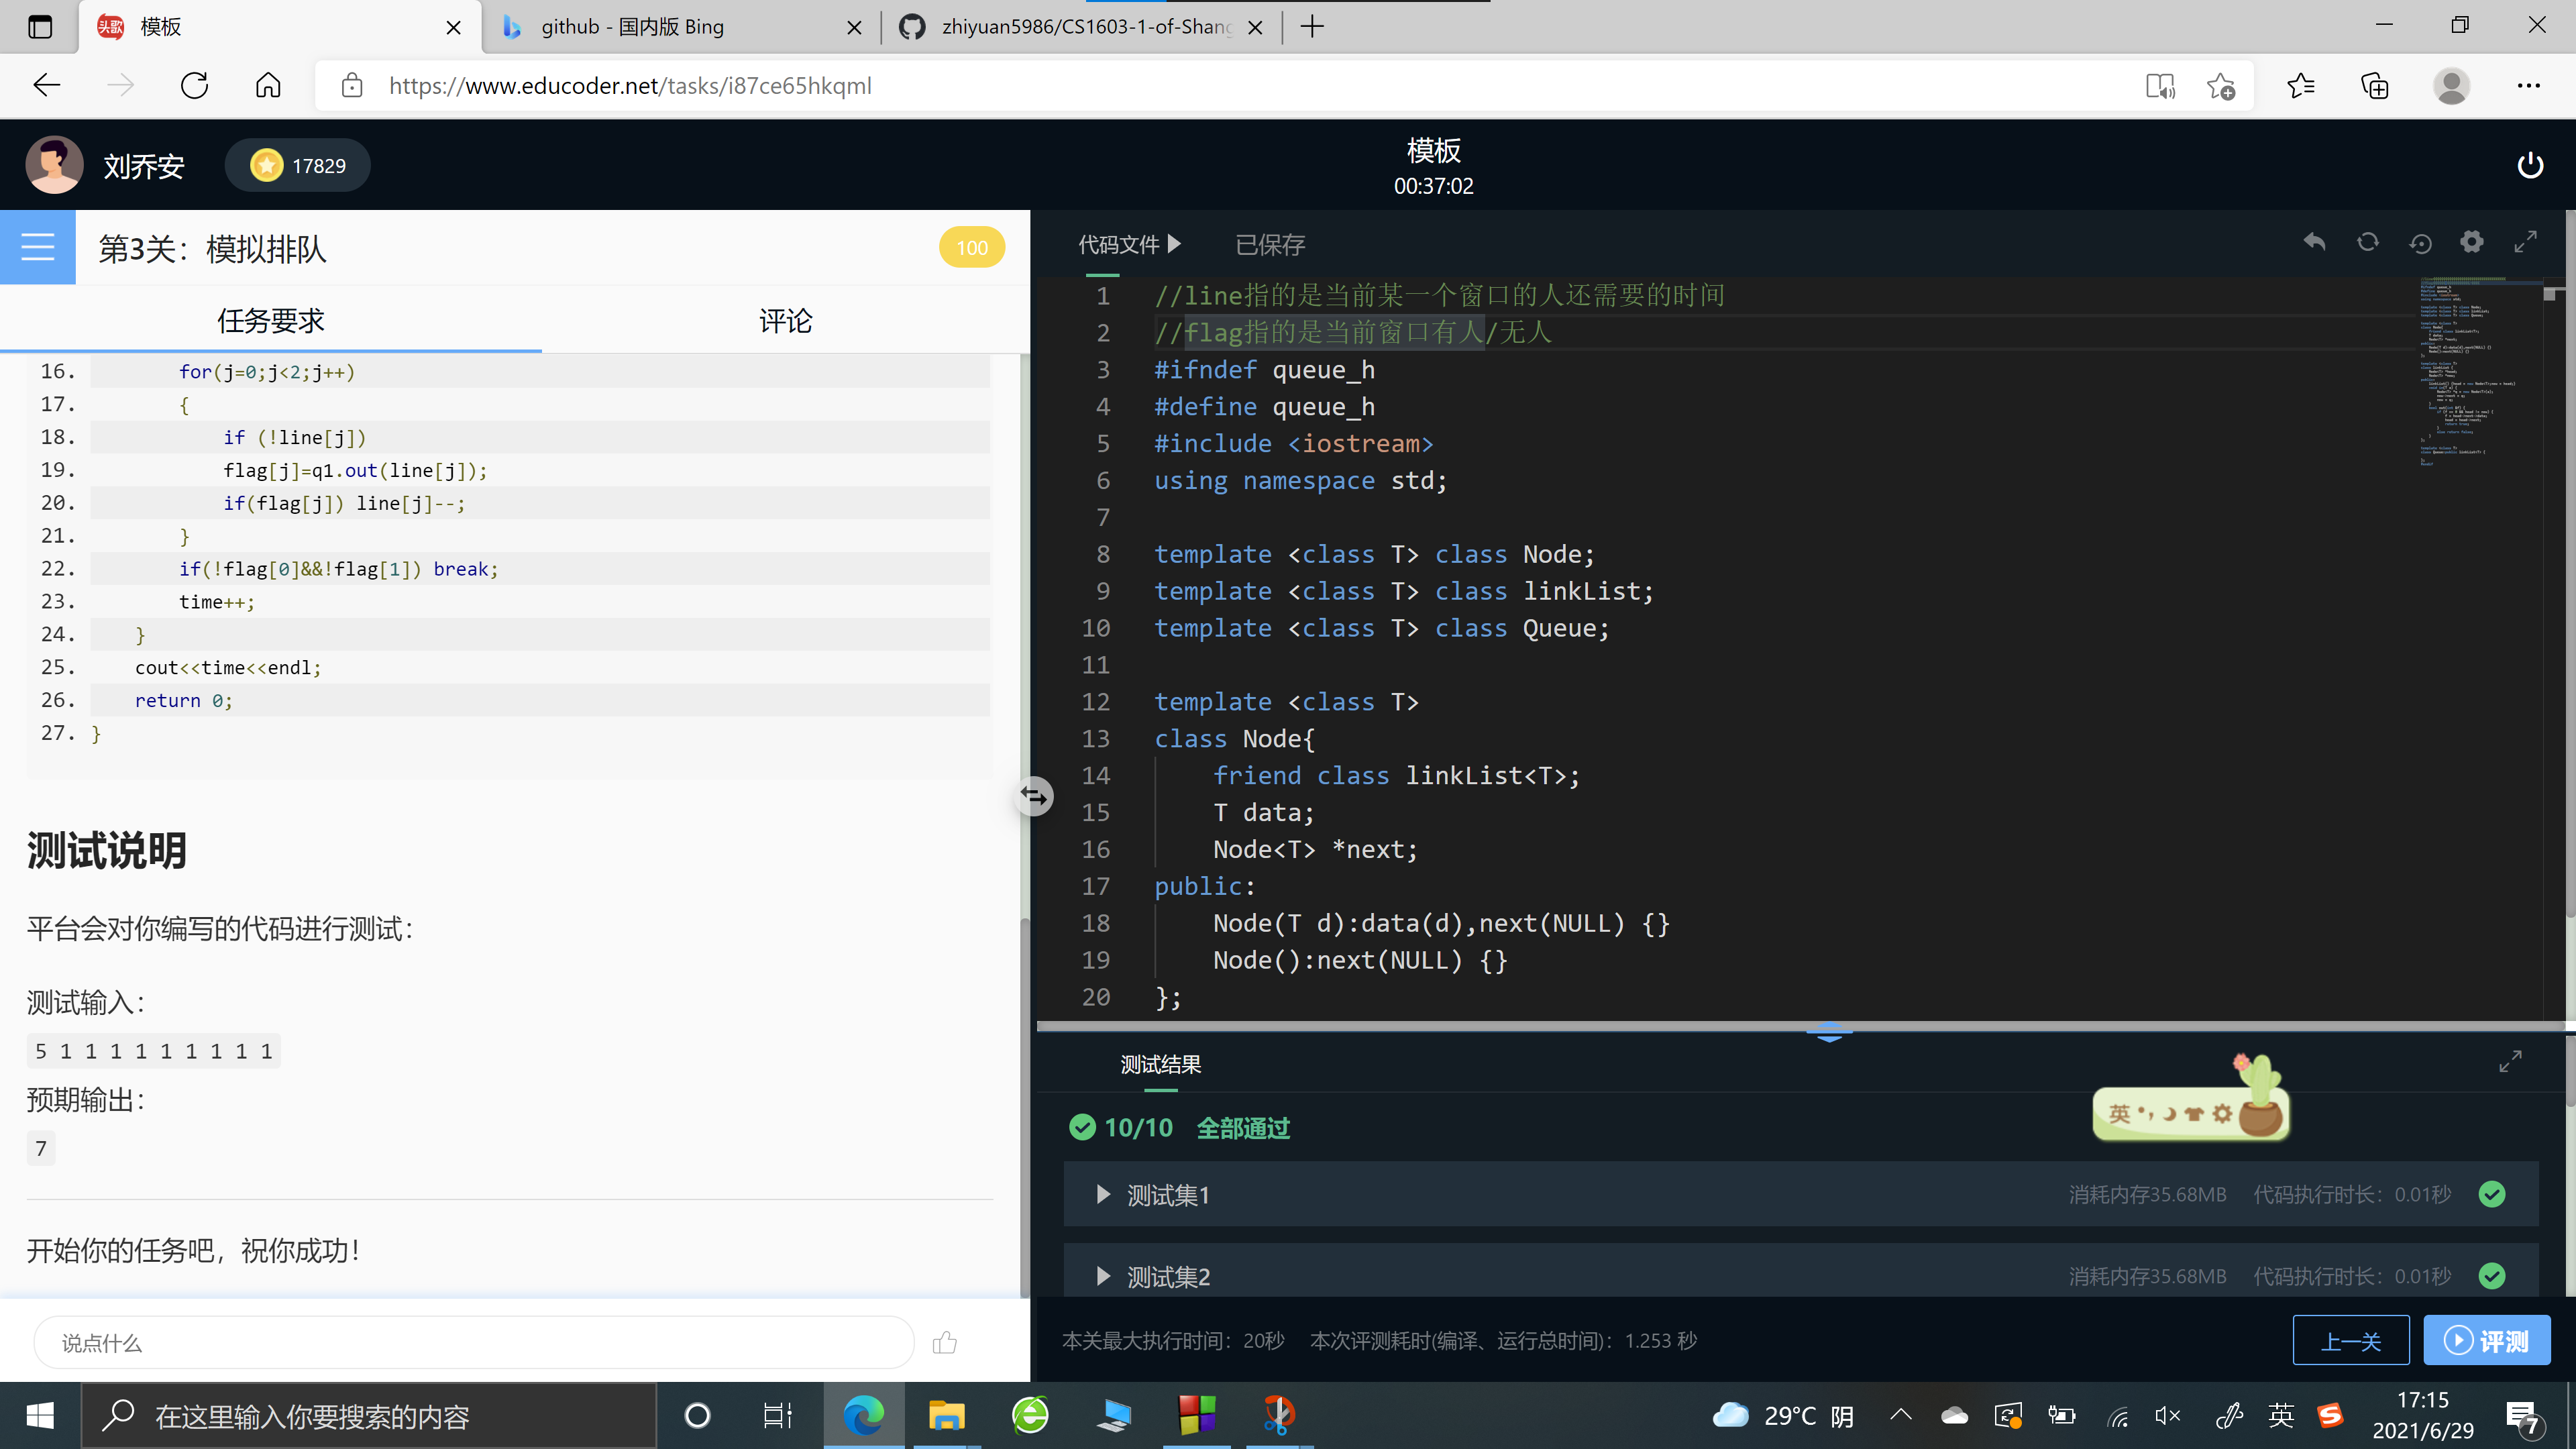 模板
github - 国内版 Bing
zhiyuan5986/CS1603-1-of-Shang
https://www.educoder.net/tasks/i87ce65hkqml
刘乔安
17829
模板
00:37:02
第3关：模拟排队
100
任务要求
评论
16. for(j=0;j<2;j++)
17. {
18. if (!line[j])
19. flag[j]=q1.out(line[j]);
20. if(flag[j]) line[j]--;
21. }
22. if(!flag[0]&&!flag[1]) break;
23. time++;
24. }
25. cout<<time<<endl;
26. return 0;
27. }
测试说明
平台会对你编写的代码进行测试：
测试输入：
5 1 1 1 1 1 1 1 1 1
预期输出：
7
开始你的任务吧，祝你成功！
说点什么
代码文件
已保存
1 //line指的是当前某一个窗口的人还需要的时间
2 //flag指的是当前窗口有人/无人
3 #ifndef queue_h
4 #define queue_h
5 #include <iostream>
6 using namespace std;
7
8 template <class T> class Node;
9 template <class T> class linkList;
10 template <class T> class Queue;
11
12 template <class T>
13 class Node{
14 friend class linkList<T>;
15 T data;
16 Node<T> *next;
17 public:
18 Node(T d):data(d),next(NULL) {}
19 Node():next(NULL) {}
20 };
测试结果
10/10 全部通过
测试集1
消耗内存35.68MB 代码执行时长：0.01秒
测试集2
消耗内存35.68MB 代码执行时长：0.01秒
本关最大执行时间：20秒 本次评测耗时(编译、运行总时间)：1.253 秒
上一关
评测
英
在这里输入你要搜索的内容
29°C 阴
英
17:15
2021/6/29
7